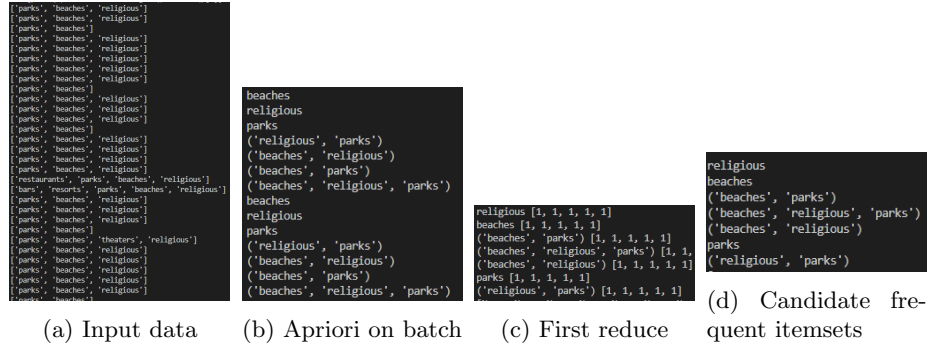 ['parks', 'beaches', 'religious']
['parks', 'beaches', 'religious']
['parks', 'beaches']
['parks', 'beaches', 'religious']
['parks', 'beaches', 'religious']
['parks', 'beaches', 'religious']
['parks', 'beaches', 'religious']
['parks', 'beaches', 'religious']
['parks', 'beaches']
['parks', 'beaches', 'religious']
['parks', 'beaches', 'religious']
['parks', 'beaches', 'religious']
['parks', 'beaches']
['parks', 'beaches', 'religious']
['parks', 'beaches', 'religious']
['parks', 'beaches', 'religious']
['parks', 'beaches', 'religious']
['restaurants', 'parks', 'beaches', 'religious']
['bars', 'resorts', 'parks', 'beaches', 'religious']
['parks', 'beaches', 'religious']
['parks', 'beaches', 'religious']
['parks', 'beaches', 'religious']
['parks', 'beaches']
['parks', 'beaches', 'theaters', 'religious']
['parks', 'beaches', 'religious']
['parks', 'beaches', 'religious']
['parks', 'beaches', 'religious']
['parks', 'beaches', 'religious']
['parks', 'beaches', 'religious']
['parks', 'beaches']
(a) Input data
beaches
religious
parks
('religious', 'parks')
('beaches', 'religious')
('beaches', 'parks')
('beaches', 'religious', 'parks')
beaches
religious
parks
('religious', 'parks')
('beaches', 'religious')
('beaches', 'parks')
('beaches', 'religious', 'parks')
(b) Apriori on batch
religious [1, 1, 1, 1, 1]
beaches [1, 1, 1, 1, 1]
('beaches', 'parks') [1, 1, 1, 1, 1]
('beaches', 'religious', 'parks') [1, 1,
('beaches', 'religious') [1, 1, 1, 1, 1]
parks [1, 1, 1, 1, 1]
('religious', 'parks') [1, 1, 1, 1, 1]
(c) First reduce
religious
beaches
('beaches', 'parks')
('beaches', 'religious', 'parks')
('beaches', 'religious')
parks
('religious', 'parks')
(d) Candidate fre-
quent itemsets